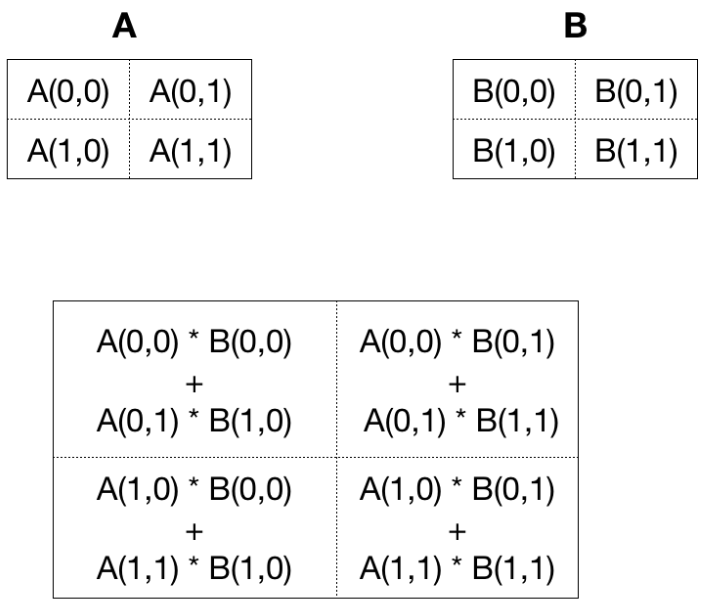 A B
A(0,0) A(0,1) B(0,0) B(0,1)
A(1,0) A(1,1) B(1,0) B(1,1)
A(0,0) * B(0,0) A(0,0) * B(0,1)
+ +
A(0,1) * B(1,0) A(0,1) * B(1,1)
A(1,0) * B(0,0) A(1,0) * B(0,1)
+ +
A(1,1) * B(1,0) A(1,1) * B(1,1)